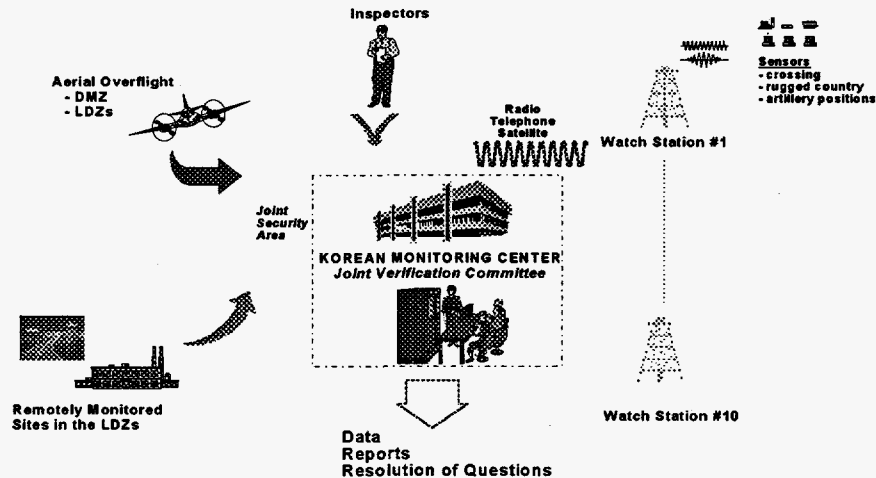 Inspectors
Aerial Overflight
- DMZ
- LDZs
Radio
Telephone
Satellite
Sensors
- crossing
- rugged country
- artillery positions
Watch Station #1
Joint
Security
Area
KOREAN MONITORING CENTER
Joint Verification Committee
Remotely Monitored
Sites in the LDZs
Watch Station #10
Data
Reports
Resolution of Questions